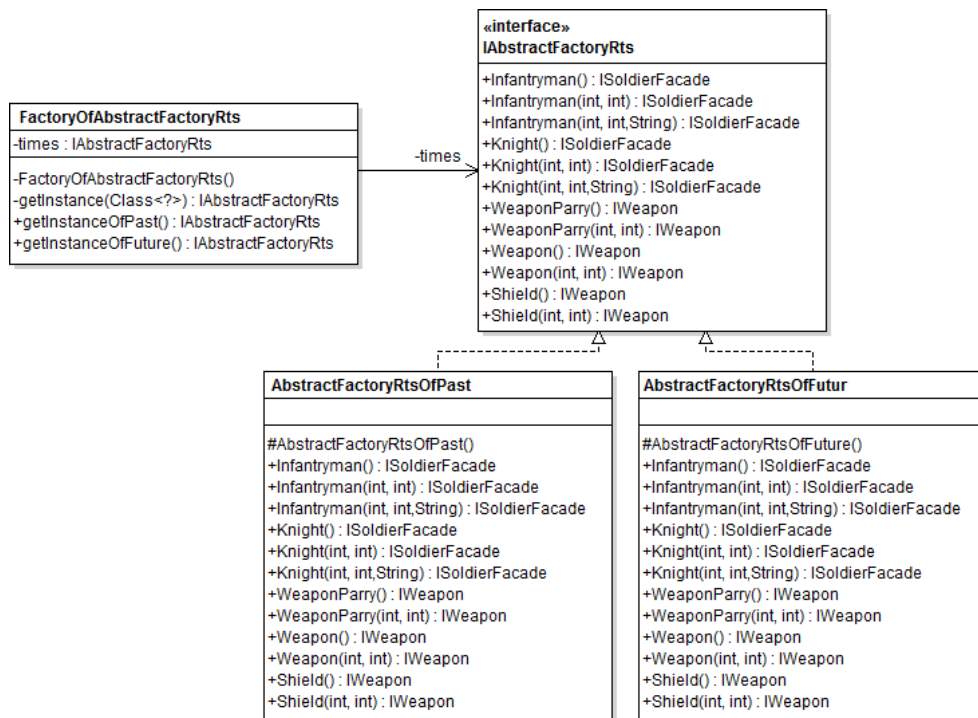 «interface»
IAbstractFactoryRts
+Infantryman() : ISoldierFacade
+Infantryman(int, int) : ISoldierFacade
+Infantryman(int, int,String) : ISoldierFacade
+Knight() : ISoldierFacade
+Knight(int, int) : ISoldierFacade
+Knight(int, int,String) : ISoldierFacade
+WeaponParry() : IWeapon
+WeaponParry(int, int) : IWeapon
+Weapon() : IWeapon
+Weapon(int, int) : IWeapon
+Shield() : IWeapon
+Shield(int, int) : IWeapon
FactoryOfAbstractFactoryRts
-times : IAbstractFactoryRts
-FactoryOfAbstractFactoryRts()
-getInstance(Class<?>) : IAbstractFactoryRts
+getInstanceOfPast() : IAbstractFactoryRts
+getInstanceOfFuture() : IAbstractFactoryRts
-times
AbstractFactoryRtsOfPast
#AbstractFactoryRtsOfPast()
+Infantryman() : ISoldierFacade
+Infantryman(int, int) : ISoldierFacade
+Infantryman(int, int,String) : ISoldierFacade
+Knight() : ISoldierFacade
+Knight(int, int) : ISoldierFacade
+Knight(int, int,String) : ISoldierFacade
+WeaponParry() : IWeapon
+WeaponParry(int, int) : IWeapon
+Weapon() : IWeapon
+Weapon(int, int) : IWeapon
+Shield() : IWeapon
+Shield(int, int) : IWeapon
AbstractFactoryRtsOfFutur
#AbstractFactoryRtsOfFuture()
+Infantryman() : ISoldierFacade
+Infantryman(int, int) : ISoldierFacade
+Infantryman(int, int,String) : ISoldierFacade
+Knight() : ISoldierFacade
+Knight(int, int) : ISoldierFacade
+Knight(int, int,String) : ISoldierFacade
+WeaponParry() : IWeapon
+WeaponParry(int, int) : IWeapon
+Weapon() : IWeapon
+Weapon(int, int) : IWeapon
+Shield() : IWeapon
+Shield(int, int) : IWeapon